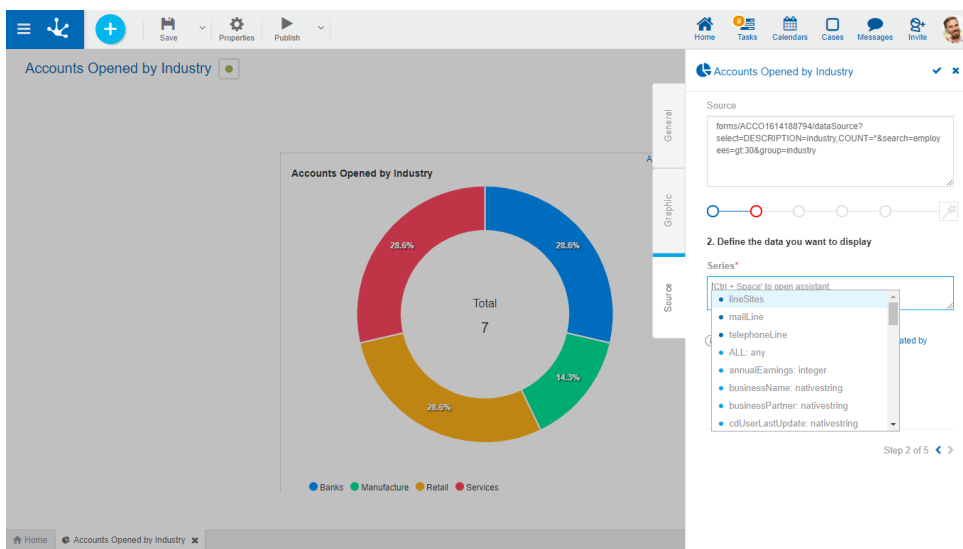 Save
Properties
Publish
Home
9
Tasks
Calendars
Cases
Messages
Invite
Accounts Opened by Industry
Accounts Opened by Industry
General
Graphic
Source
A
Accounts Opened by Industry
28.6%
28.6%
14.3%
28.6%
Total
7
Banks
Manufacture
Retail
Services
Source
forms/ACCO1614188794/dataSource?
select=DESCRIPTION=industry,COUNT=*&search=employ
ees=gt:30&group=industry
2. Define the data you want to display
Series*
'Ctrl + Space' to open assistant.
lineSites
mailLine
telephoneLine
ALL: any
annualEarnings: integer
businessName: nativestring
businessPartner: nativestring
cdUserLastUpdate: nativestring
ated by
Step 2 of 5
Home
Accounts Opened by Industry